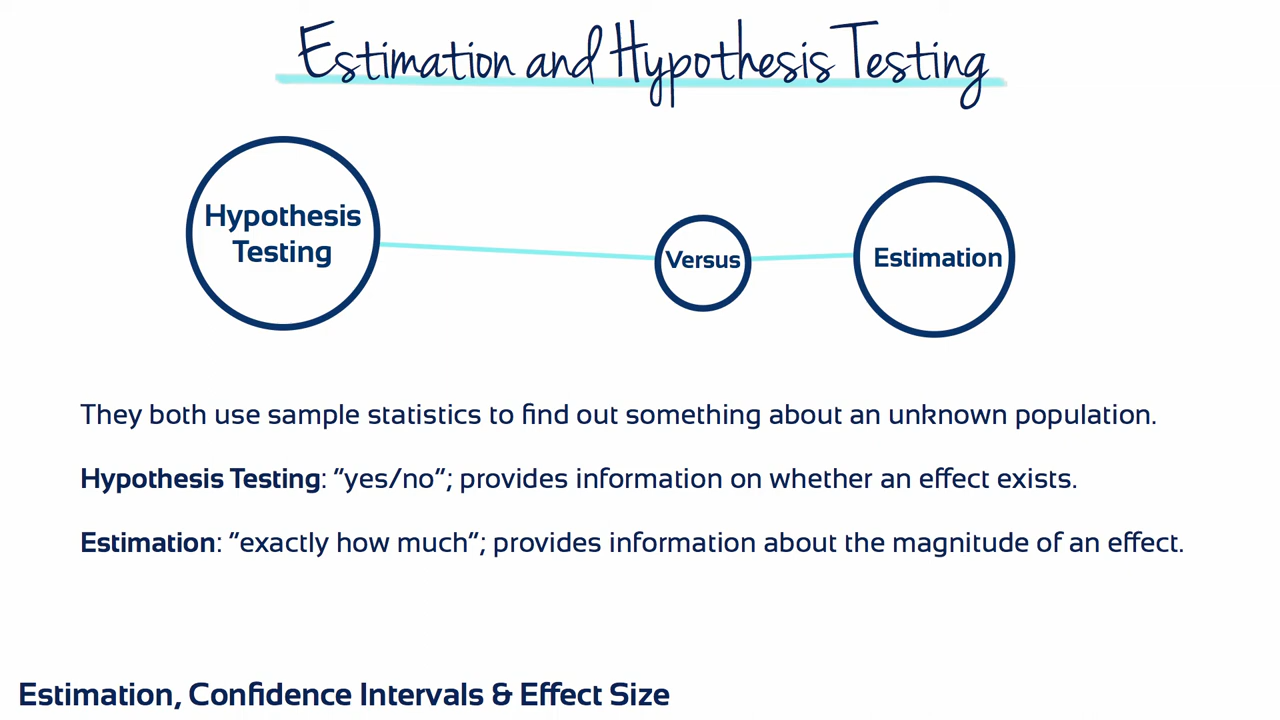 Estimation and Hypothesis Testing
Hypothesis
Testing
Versus
Estimation
They both use sample statistics to find out something about an unknown population.
Hypothesis Testing: “yes/no”; provides information on whether an effect exists.
Estimation: “exactly how much”; provides information about the magnitude of an effect.
Estimation, Confidence Intervals & Effect Size